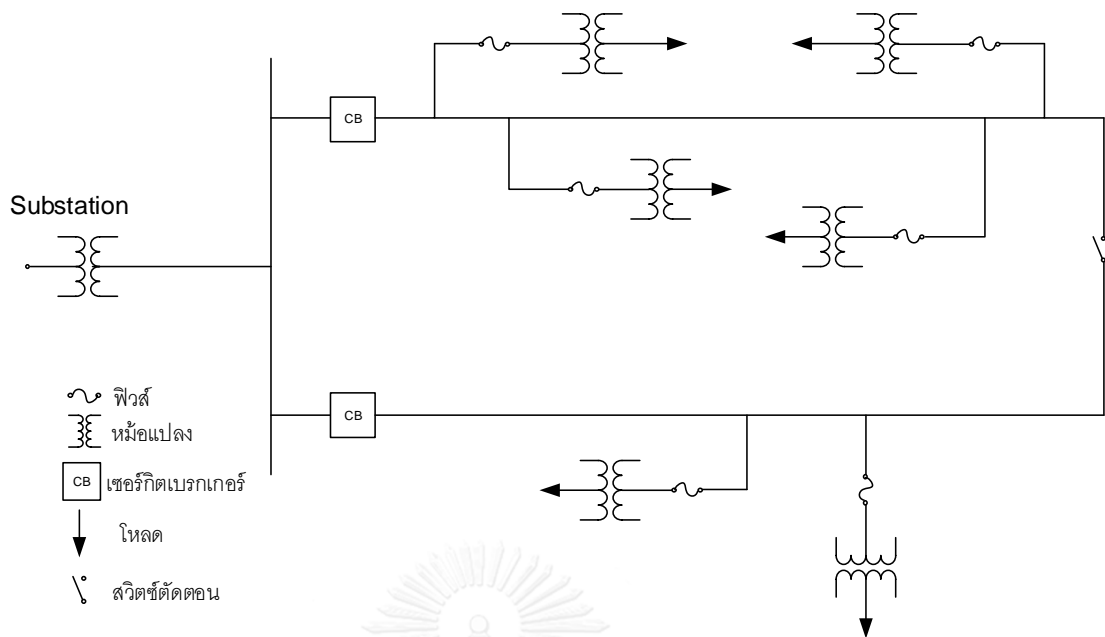 CB
Substation
CB
ฟิวส์
หม้อแปลง
CB เซอร์กิตเบรกเกอร์
โหลด
สวิตซ์ตัดตอน